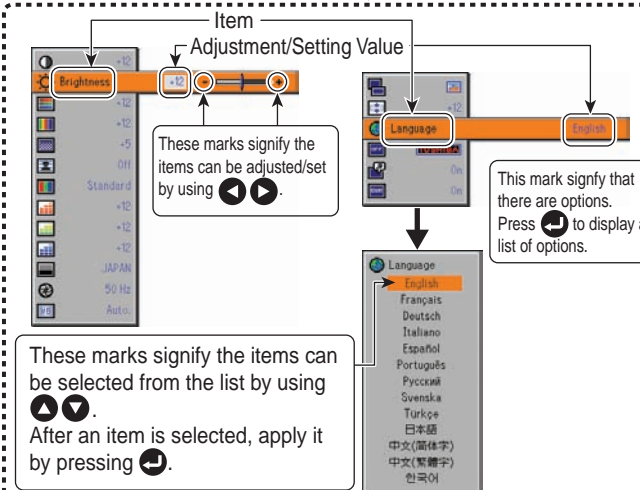 Item
Adjustment/Setting Value
+12
Brightness
+12
+12
+12
-5
Off
Standard
+12
+12
+12
JAPAN
50 Hz
Auto.
These marks signify the
items can be adjusted/set
by using
+12
Language
English
TOSHIBA
On
On
This mark signfy that
there are options.
Press to display a
list of options.
Language
English
Français
Deutsch
Italiano
Español
Português
Русский
Svenska
Türkçe
日本語
中文(简体字)
中文(繁體字)
한국어
These marks signify the items can
be selected from the list by using
.
After an item is selected, apply it
by pressing .